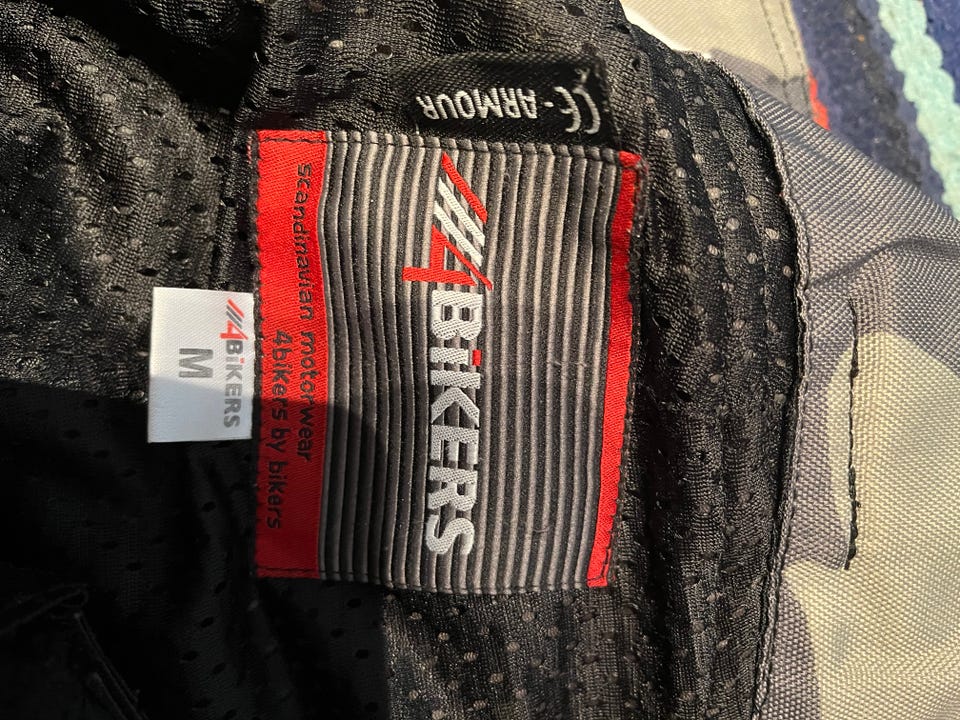 CE-ARMOUR
4BiKERS
scandinavian motorwear
4bikers by bikers
4BiKERS
M